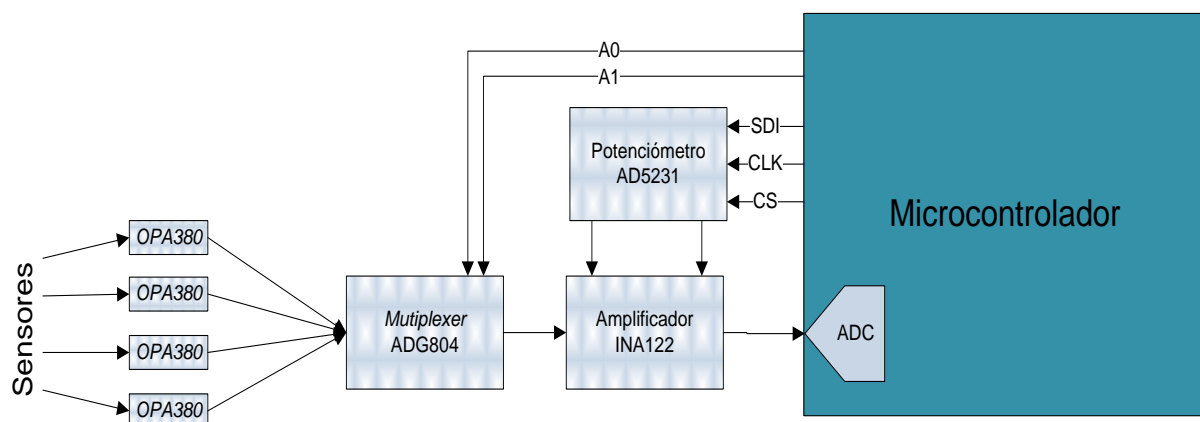 A0
A1
SDI
CLK
CS
Potenciómetro
AD5231
Microcontrolador
Sensores
OPA380
OPA380
OPA380
OPA380
Mutiplexer
ADG804
Amplificador
INA122
ADC